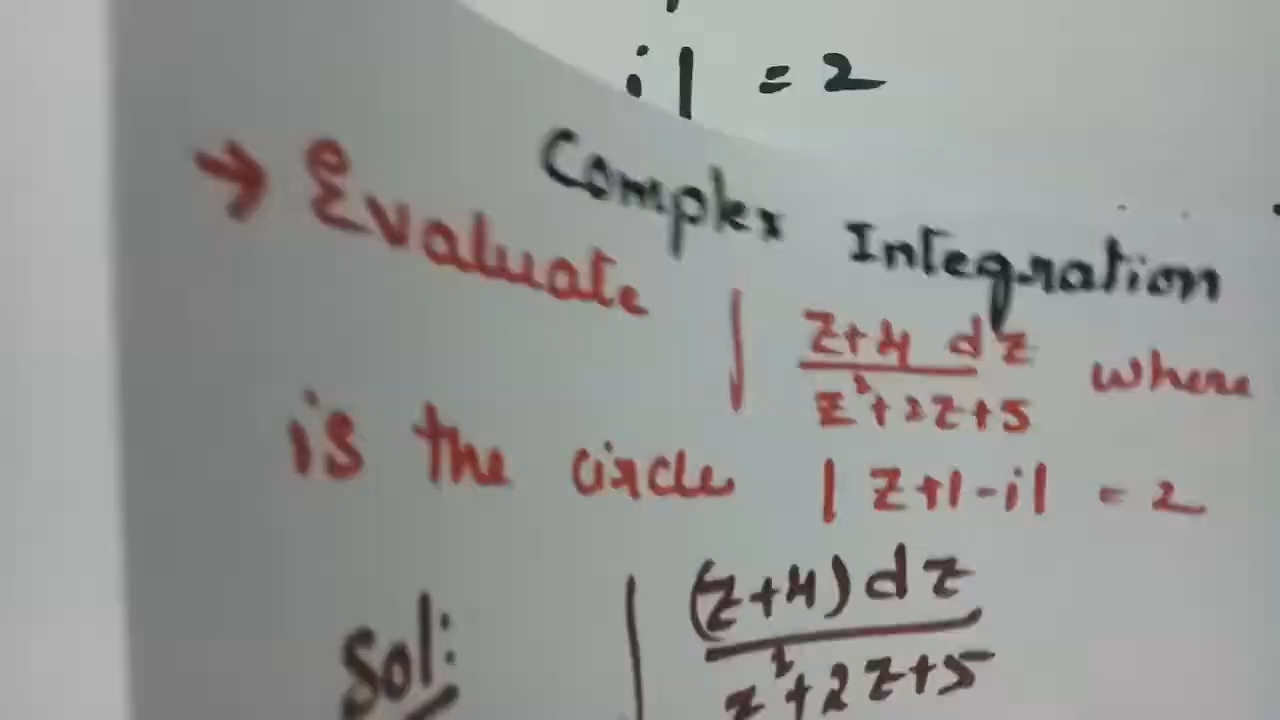 i| = 2
Complex Integration
→ Evaluate ∫ z+4 dz / z²+2z+5 where
is the circle |z+1-i| = 2
Sol: ∫ (z+4)dz / z²+2z+5